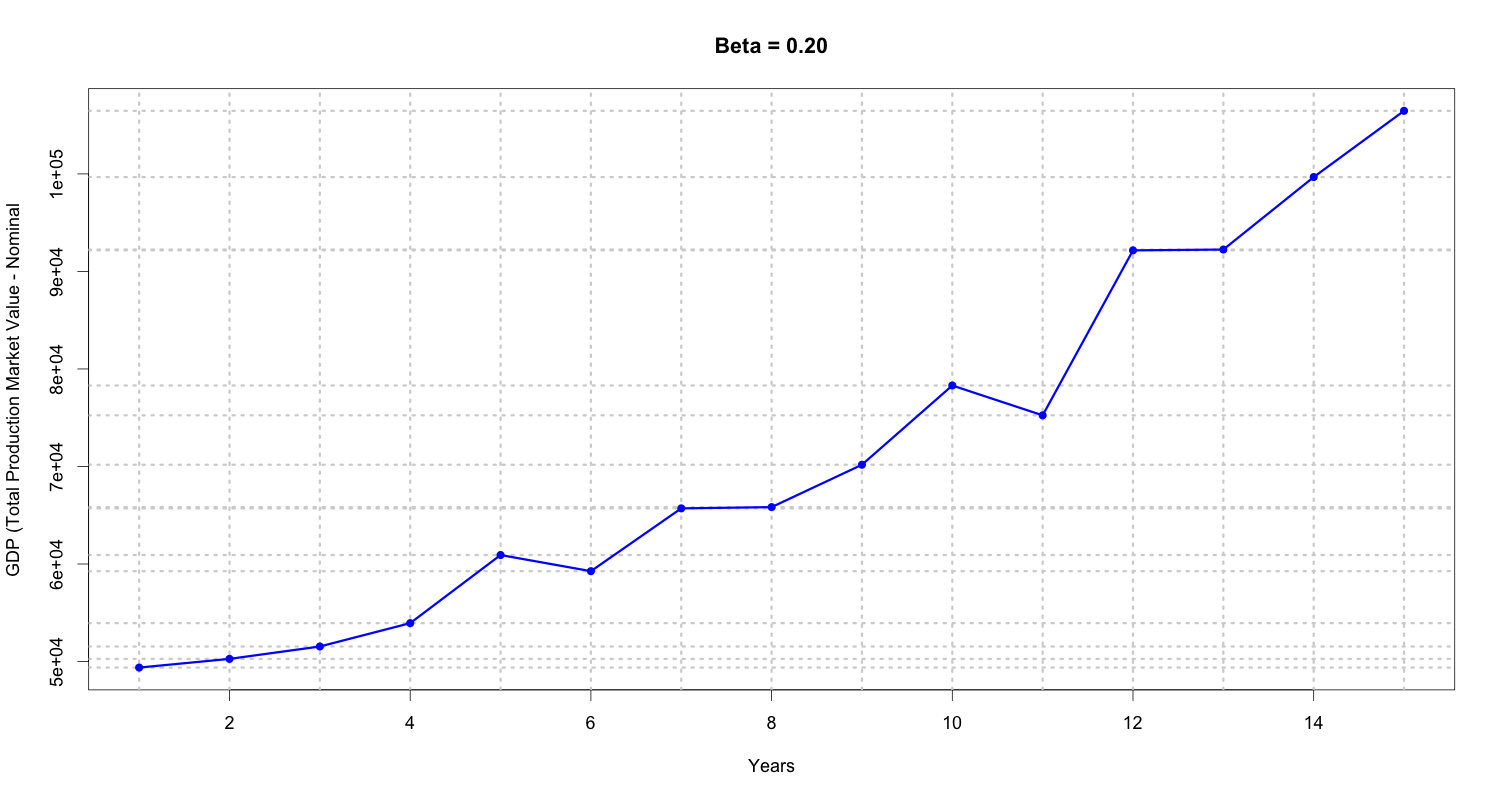 Beta = 0.20
GDP (Total Production Market Value - Nominal
1e+05
9e+04
8e+04
7e+04
6e+04
5e+04
2 4 6 8 10 12 14
Years